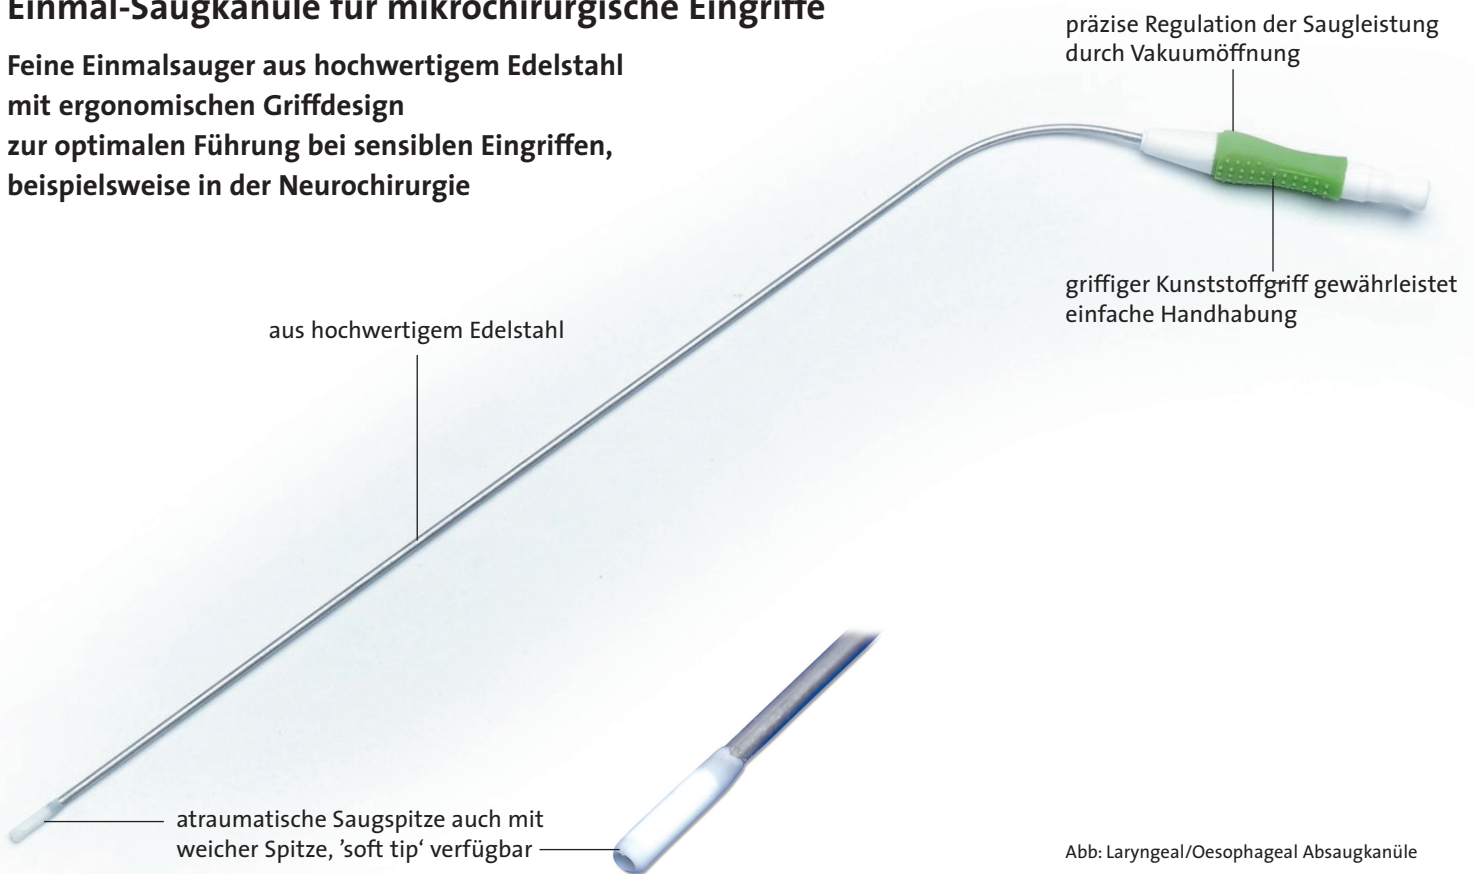 Einmal-Saugkanüle für mikrochirurgische Eingriffe
Feine Einmalsauger aus hochwertigem Edelstahl
mit ergonomischen Griffdesign
zur optimalen Führung bei sensiblen Eingriffen,
beispielsweise in der Neurochirurgie
präzise Regulation der Saugleistung
durch Vakuumöffnung
griffiger Kunststoffgriff gewährleistet
einfache Handhabung
aus hochwertigem Edelstahl
atraumatische Saugspitze auch mit
weicher Spitze, ’soft tip‘ verfügbar
Abb: Laryngeal/Oesophageal Absaugkanüle